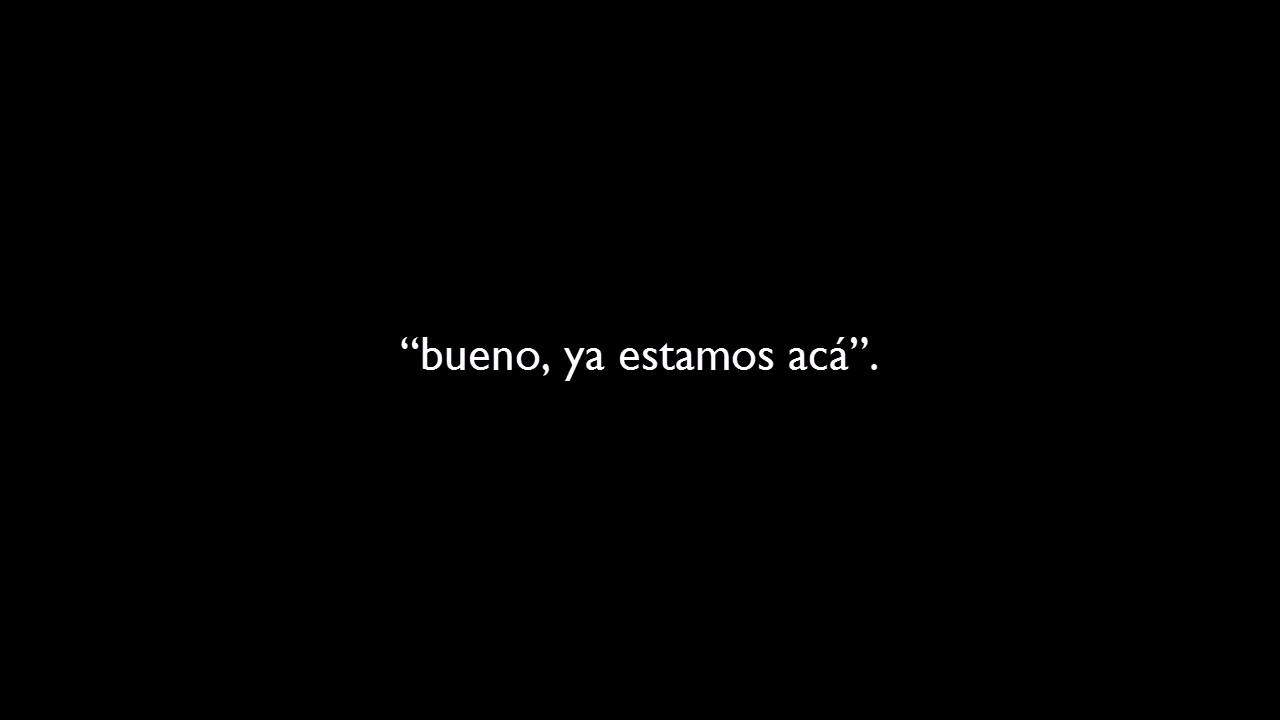 “bueno, ya estamos acá”.